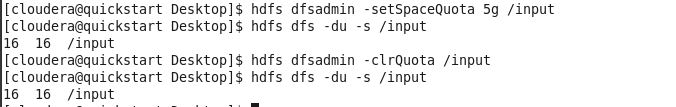 [cloudera@quickstart Desktop]$ hdfs dfsadmin -setSpaceQuota 5g /input
[cloudera@quickstart Desktop]$ hdfs dfs -du -s /input
16  16  /input
[cloudera@quickstart Desktop]$ hdfs dfsadmin -clrQuota /input
[cloudera@quickstart Desktop]$ hdfs dfs -du -s /input
16  16  /input